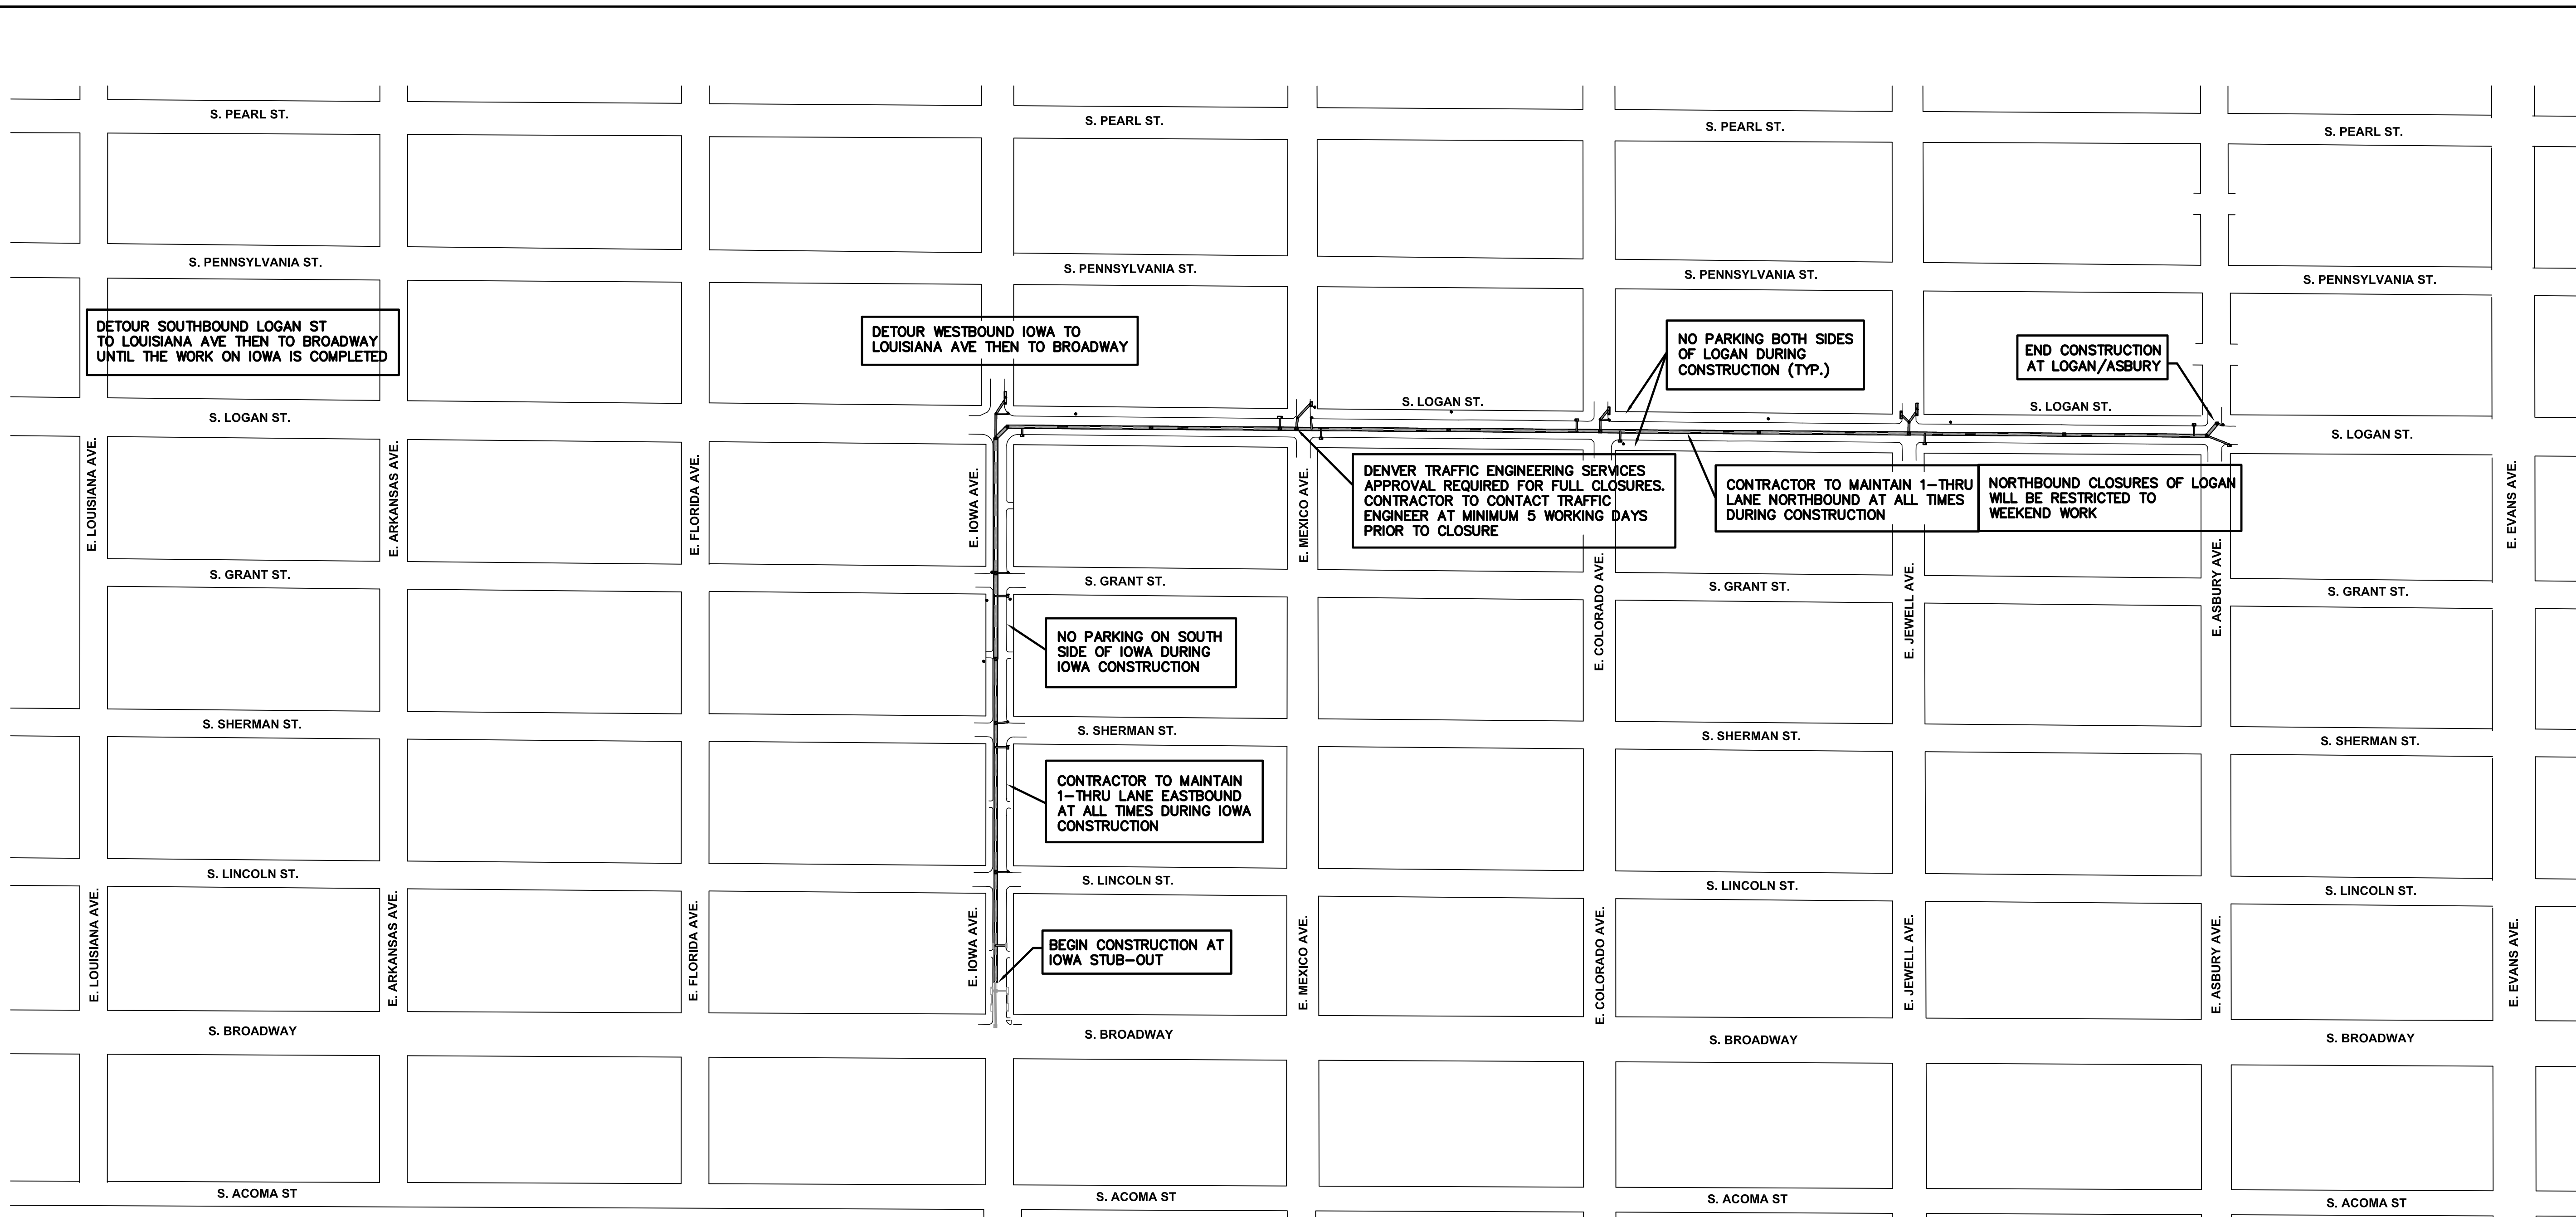 S. PEARL ST.
S. PEARL ST.
S. PEARL ST.
S. PEARL ST.
S. PENNSYLVANIA ST.
S. PENNSYLVANIA ST.
S. PENNSYLVANIA ST.
S. PENNSYLVANIA ST.
DETOUR SOUTHBOUND LOGAN ST
TO LOUISIANA AVE THEN TO BROADWAY
UNTIL THE WORK ON IOWA IS COMPLETED
DETOUR WESTBOUND IOWA TO
LOUISIANA AVE THEN TO BROADWAY
NO PARKING BOTH SIDES
OF LOGAN DURING
CONSTRUCTION (TYP.)
END CONSTRUCTION
AT LOGAN/ASBURY
S. LOGAN ST.
S. LOGAN ST.
S. LOGAN ST.
S. LOGAN ST.
E. LOUISIANA AVE.
E. ARKANSAS AVE.
E. FLORIDA AVE.
E. IOWA AVE.
E. MEXICO AVE.
DENVER TRAFFIC ENGINEERING SERVICES
APPROVAL REQUIRED FOR FULL CLOSURES.
CONTRACTOR TO CONTACT TRAFFIC
ENGINEER AT MINIMUM 5 WORKING DAYS
PRIOR TO CLOSURE
CONTRACTOR TO MAINTAIN 1-THRU
LANE NORTHBOUND AT ALL TIMES
DURING CONSTRUCTION
NORTHBOUND CLOSURES OF LOGAN
WILL BE RESTRICTED TO
WEEKEND WORK
E. COLORADO AVE.
E. JEWELL AVE.
E. ASBURY AVE.
E. EVANS AVE.
S. GRANT ST.
S. GRANT ST.
S. GRANT ST.
S. GRANT ST.
NO PARKING ON SOUTH
SIDE OF IOWA DURING
IOWA CONSTRUCTION
S. SHERMAN ST.
S. SHERMAN ST.
S. SHERMAN ST.
S. SHERMAN ST.
CONTRACTOR TO MAINTAIN
1-THRU LANE EASTBOUND
AT ALL TIMES DURING IOWA
CONSTRUCTION
S. LINCOLN ST.
S. LINCOLN ST.
S. LINCOLN ST.
S. LINCOLN ST.
E. LOUISIANA AVE.
E. ARKANSAS AVE.
E. FLORIDA AVE.
E. IOWA AVE.
BEGIN CONSTRUCTION AT
IOWA STUB-OUT
E. MEXICO AVE.
E. COLORADO AVE.
E. JEWELL AVE.
E. ASBURY AVE.
E. EVANS AVE.
S. BROADWAY
S. BROADWAY
S. BROADWAY
S. BROADWAY
S. ACOMA ST
S. ACOMA ST
S. ACOMA ST
S. ACOMA ST